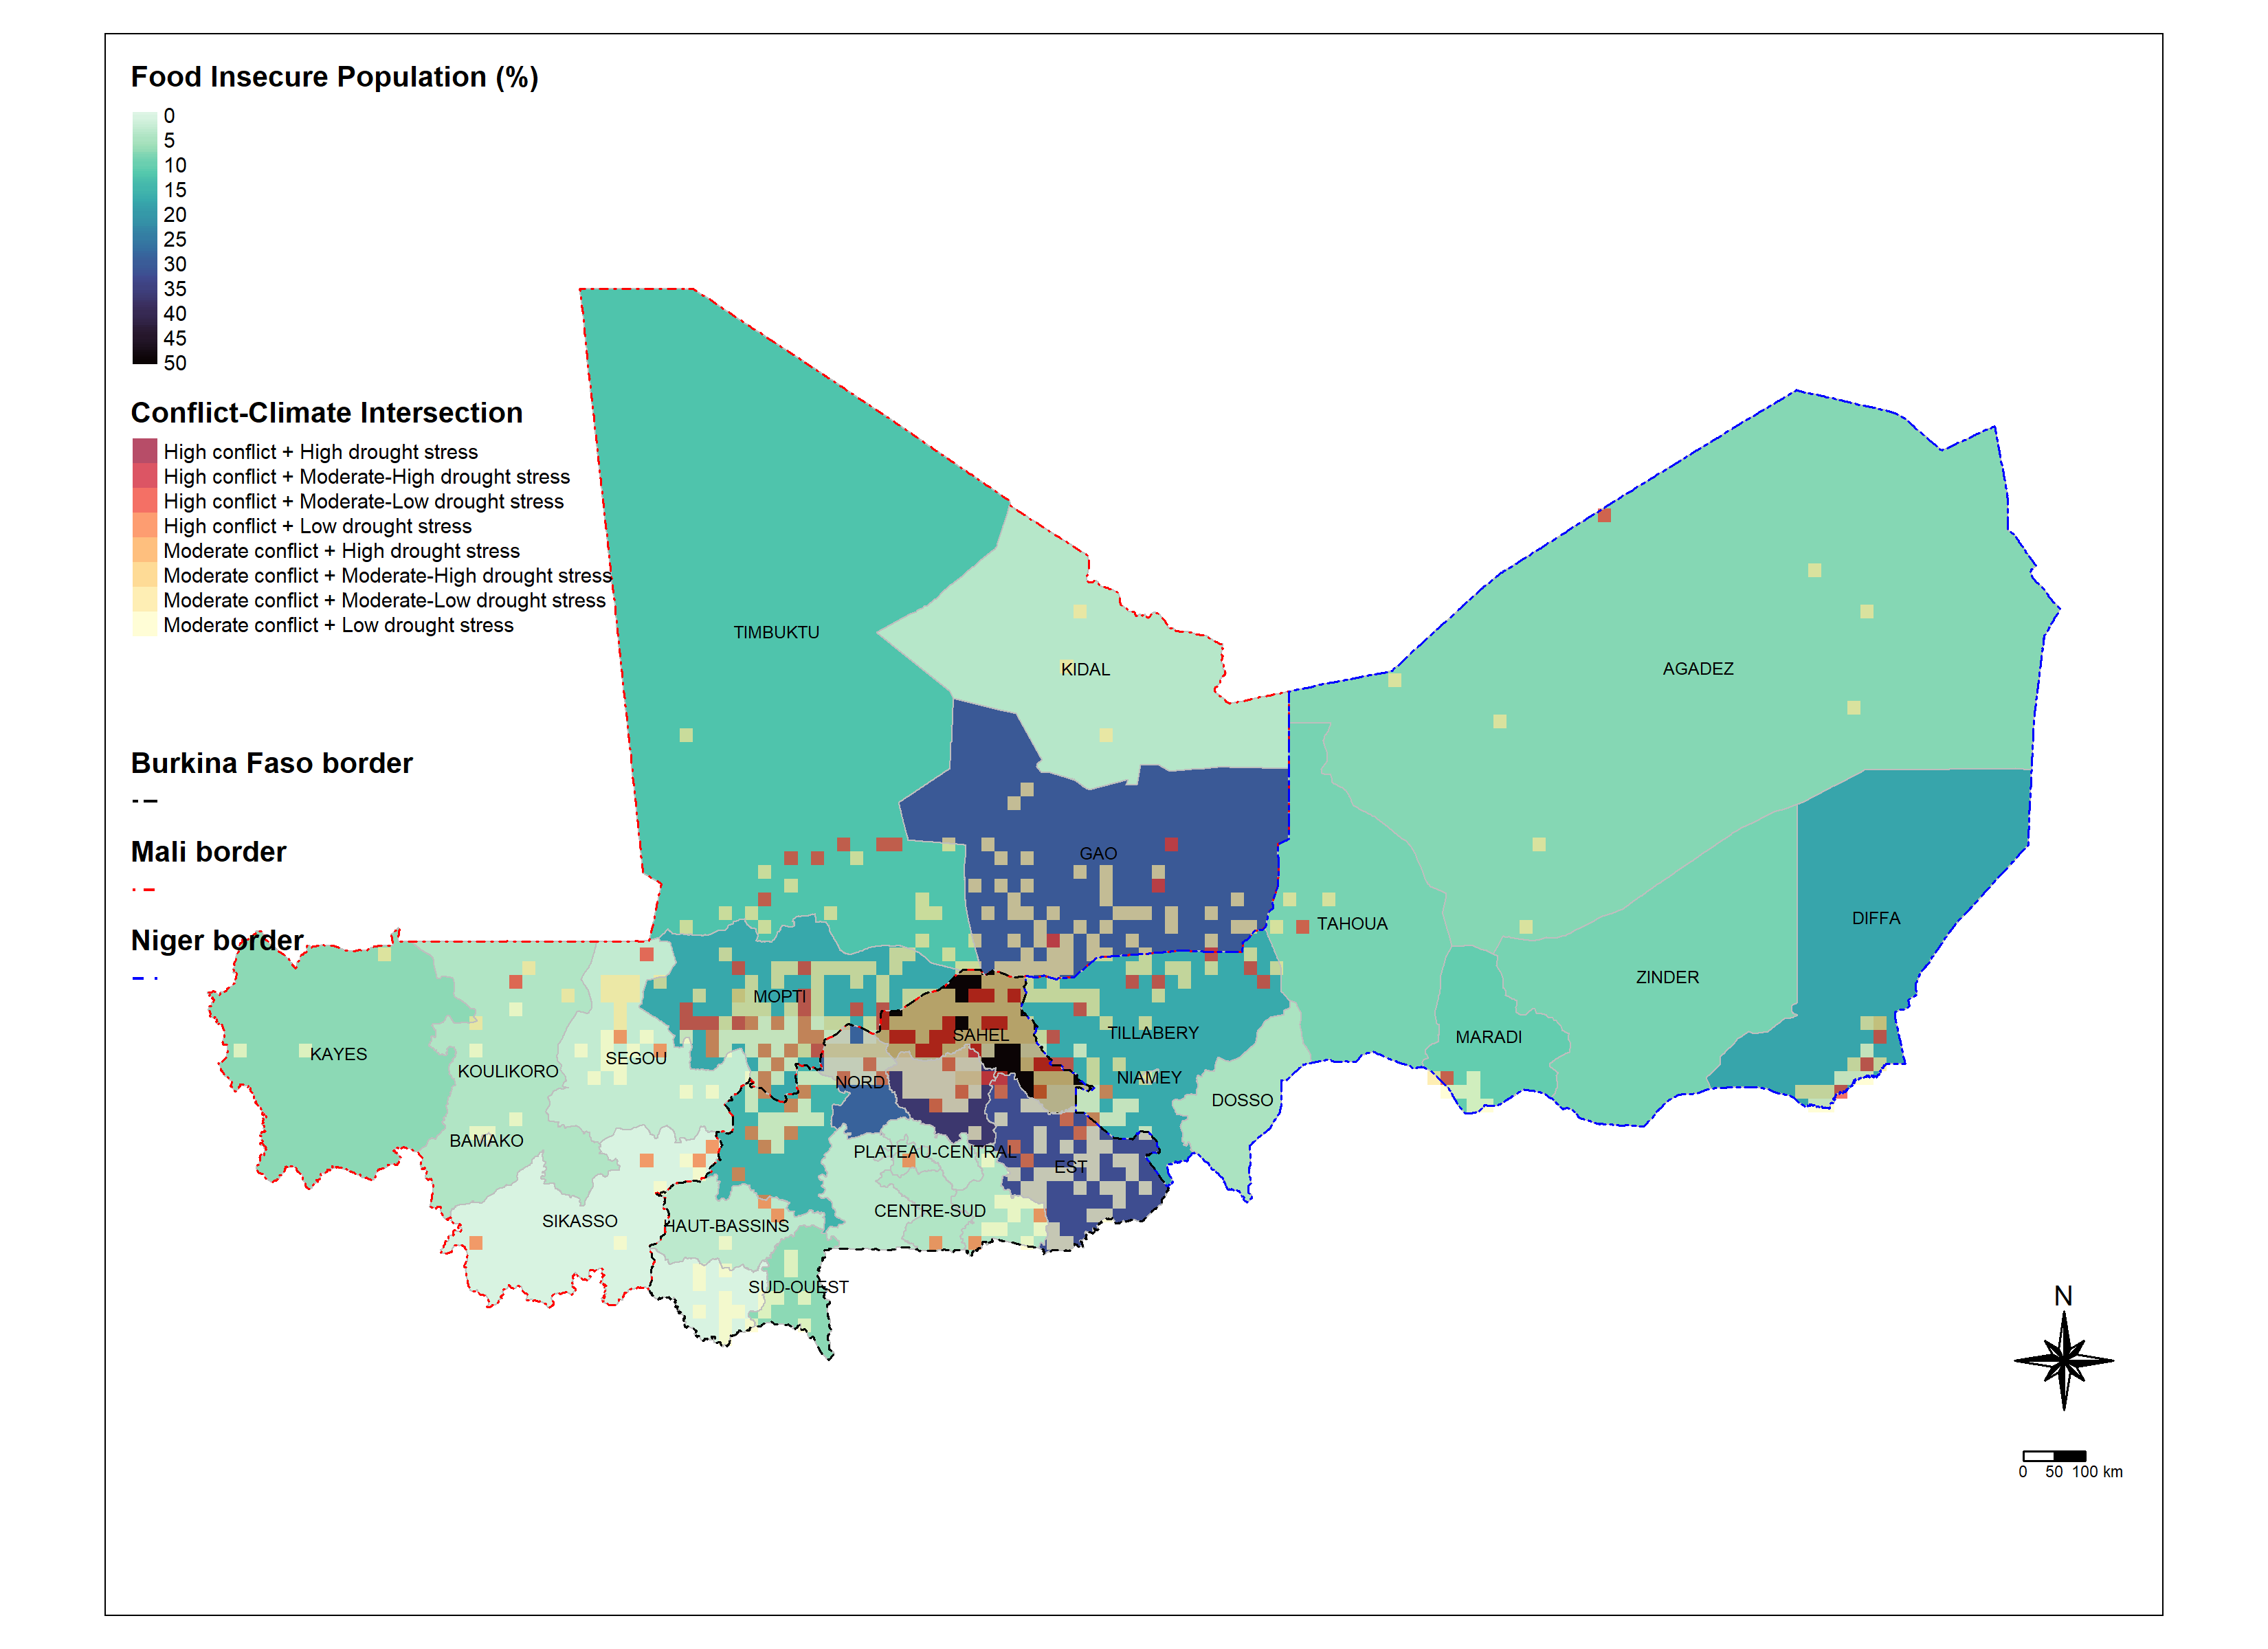 Food Insecure Population (%)
0
5
10
15
20
25
30
35
40
45
50
Conflict-Climate Intersection
High conflict + High drought stress
High conflict + Moderate-High drought stress
High conflict + Moderate-Low drought stress
High conflict + Low drought stress
Moderate conflict + High drought stress
Moderate conflict + Moderate-High drought stress
Moderate conflict + Moderate-Low drought stress
Moderate conflict + Low drought stress
Burkina Faso border
Mali border
Niger border
TIMBUKTU
KIDAL
AGADEZ
GAO
TAHOUA
DIFFA
ZINDER
MOPTI
SAHEL
TILLABERY
MARADI
KAYES
SEGOU
KOULIKORO
NORD
NIAMEY
DOSSO
BAMAKO
PLATEAU-CENTRAL
EST
CENTRE-SUD
SIKASSO
HAUT-BASSINS
SUD-OUEST
N
0 50 100 km